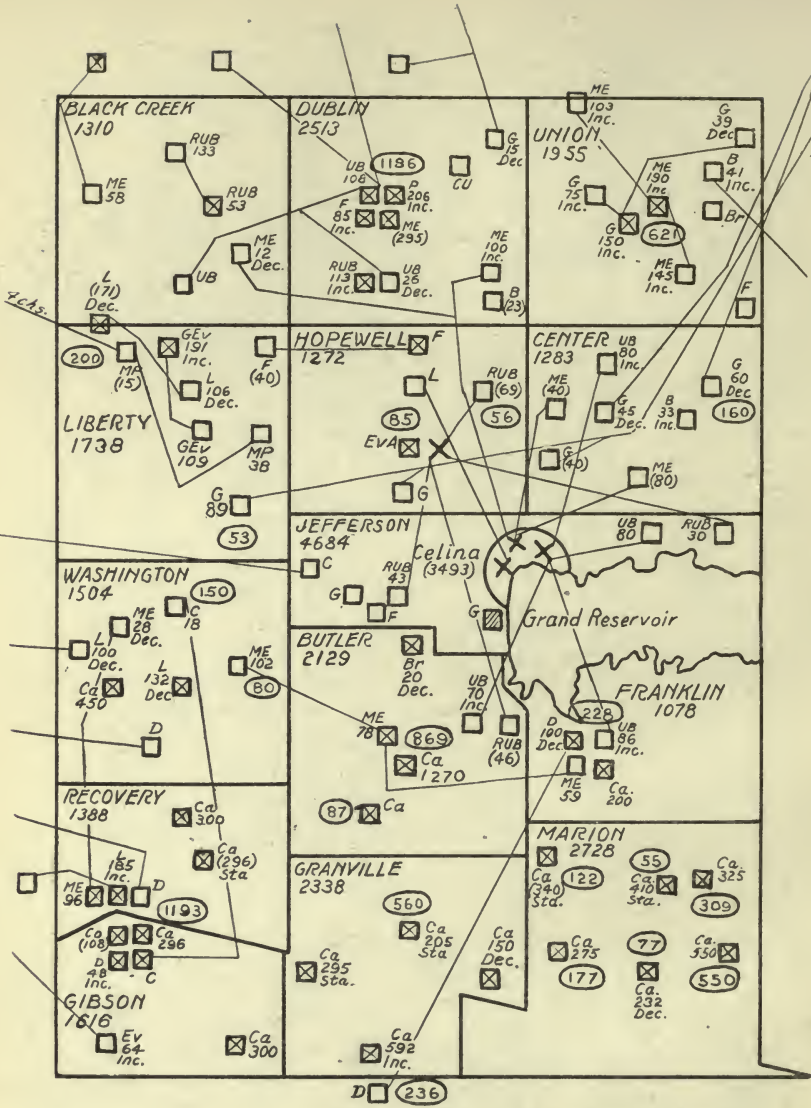 BLACK CREEK
1310
RUB
133
ME
58
RUB
53
ME
12
Dec.
UB
DUBLIN
2513
G
15
Dec
CU
1186
UB
108
P
206
Inc.
F
85
Inc.
ME
(295)
RUB
113
Inc.
UB
26
Dec.
ME
100
Inc.
B
(23)
UNION
1955
ME
103
Inc.
G
39
Dec
B
41
Inc.
ME
190
Inc
G
75
Inc.
Br
621
G
150
Inc.
ME
145
Inc.
F
4 chs.
L
(171)
Dec.
200
MP
(15)
GEv
191
Inc.
F
(40)
L
106
Dec.
LIBERTY
1738
GEv
109
MP
38
G
89
53
HOPEWELL
1272
F
L
RUB
(69)
85
56
EvA
G
CENTER
1283
UB
80
Inc.
ME
(40)
G
45
Dec.
B
33
Inc.
G
60
Dec
160
G
(40)
ME
(80)
JEFFERSON
4684
C
G
F
RUB
43
Celina
(3493)
G
UB
80
RUB
30
Grand Reservoir
WASHINGTON
1504
150
C
18
ME
28
Dec.
L
100
Dec.
Ca
450
L
132
Dec
ME
102
80
D
BUTLER
2129
Br
20
Dec.
UB
70
Inc.
RUB
(46)
ME
78
869
Ca
1270
87
Ca
FRANKLIN
1078
228
D
100
Dec.
UB
86
Inc.
ME
59
Ca.
200
RECOVERY
1388
Ca
300
Ca
(296)
Sta
L
185
Inc.
ME
96
D
1193
GRANVILLE
2338
560
Ca
205
Sta
Ca
295
Sta.
Ca
150
Dec.
Ca
592
Inc.
MARION
2728
Ca
(340)
Sta.
122
55
Ca.
410
Sta.
Ca.
325
309
Ca
275
177
77
Ca.
232
Dec.
Ca.
550
550
Ca
(108)
Ca
296
D
48
Inc.
C
GIBSON
1616
Ev
64
Inc.
Ca
300
D
236